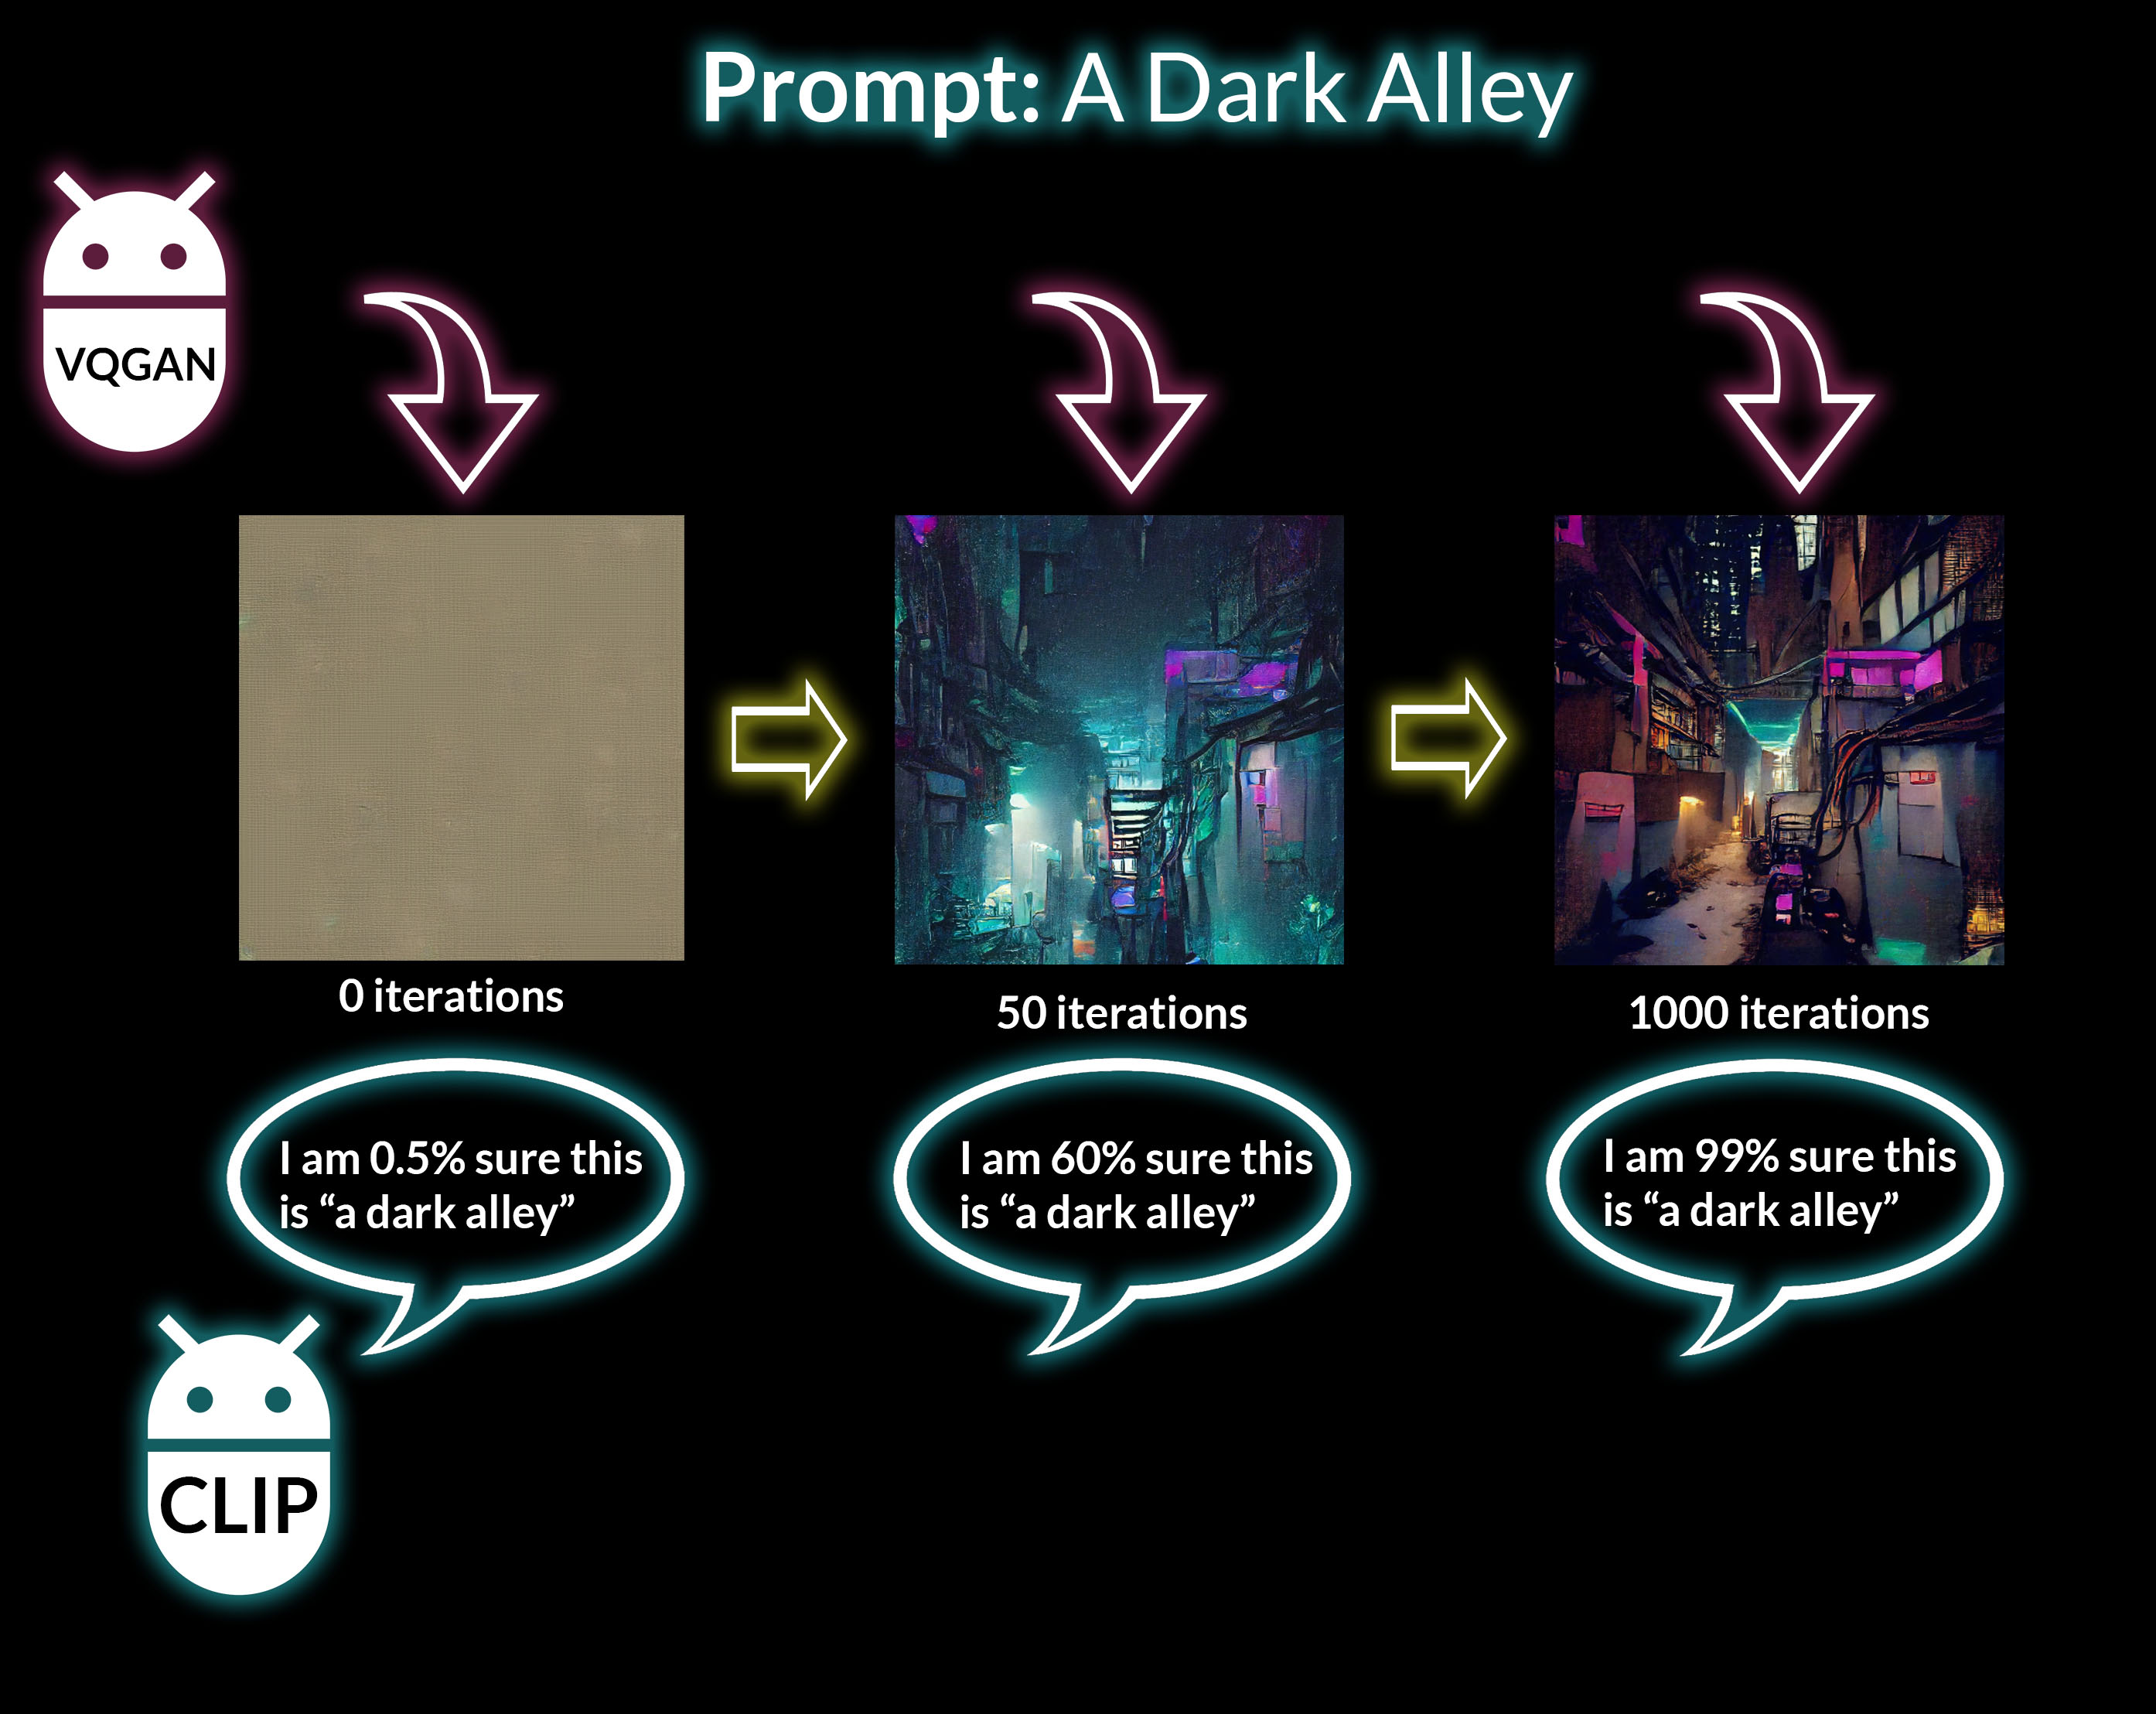 Prompt: A Dark Alley
VQGAN
0 iterations
50 iterations
1000 iterations
I am 0.5% sure this
is “a dark alley”
I am 60% sure this
is “a dark alley”
I am 99% sure this
is “a dark alley”
CLIP